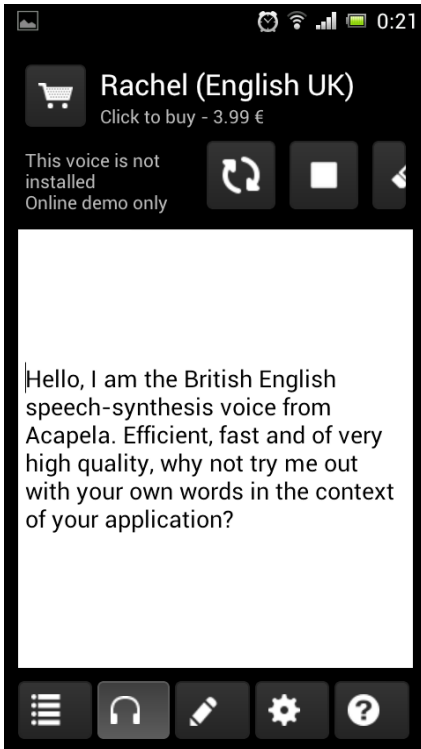 0:21
Rachel (English UK)
Click to buy - 3.99 €
This voice is not
installed
Online demo only
Hello, I am the British English
speech-synthesis voice from
Acapela. Efficient, fast and of very
high quality, why not try me out
with your own words in the context
of your application?